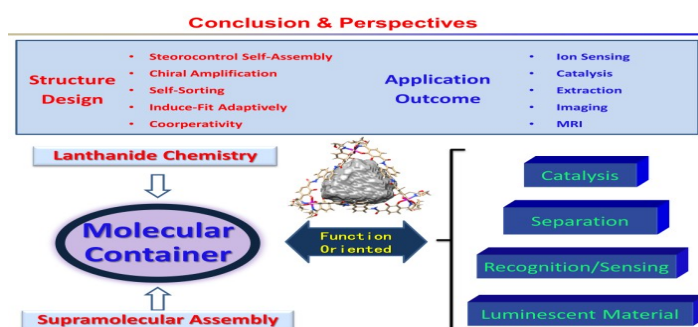 Conclusion & Perspectives
Structure
Design
• Steorocontrol Self-Assembly
• Chiral Amplification
• Self-Sorting
• Induce-Fit Adaptively
• Coorperativity
Application
Outcome
• Ion Sensing
• Catalysis
• Extraction
• Imaging
• MRI
Lanthanide Chemistry
Molecular
Container
Supramolecular Assembly
Function
Oriented
Catalysis
Separation
Recognition/Sensing
Luminescent Material